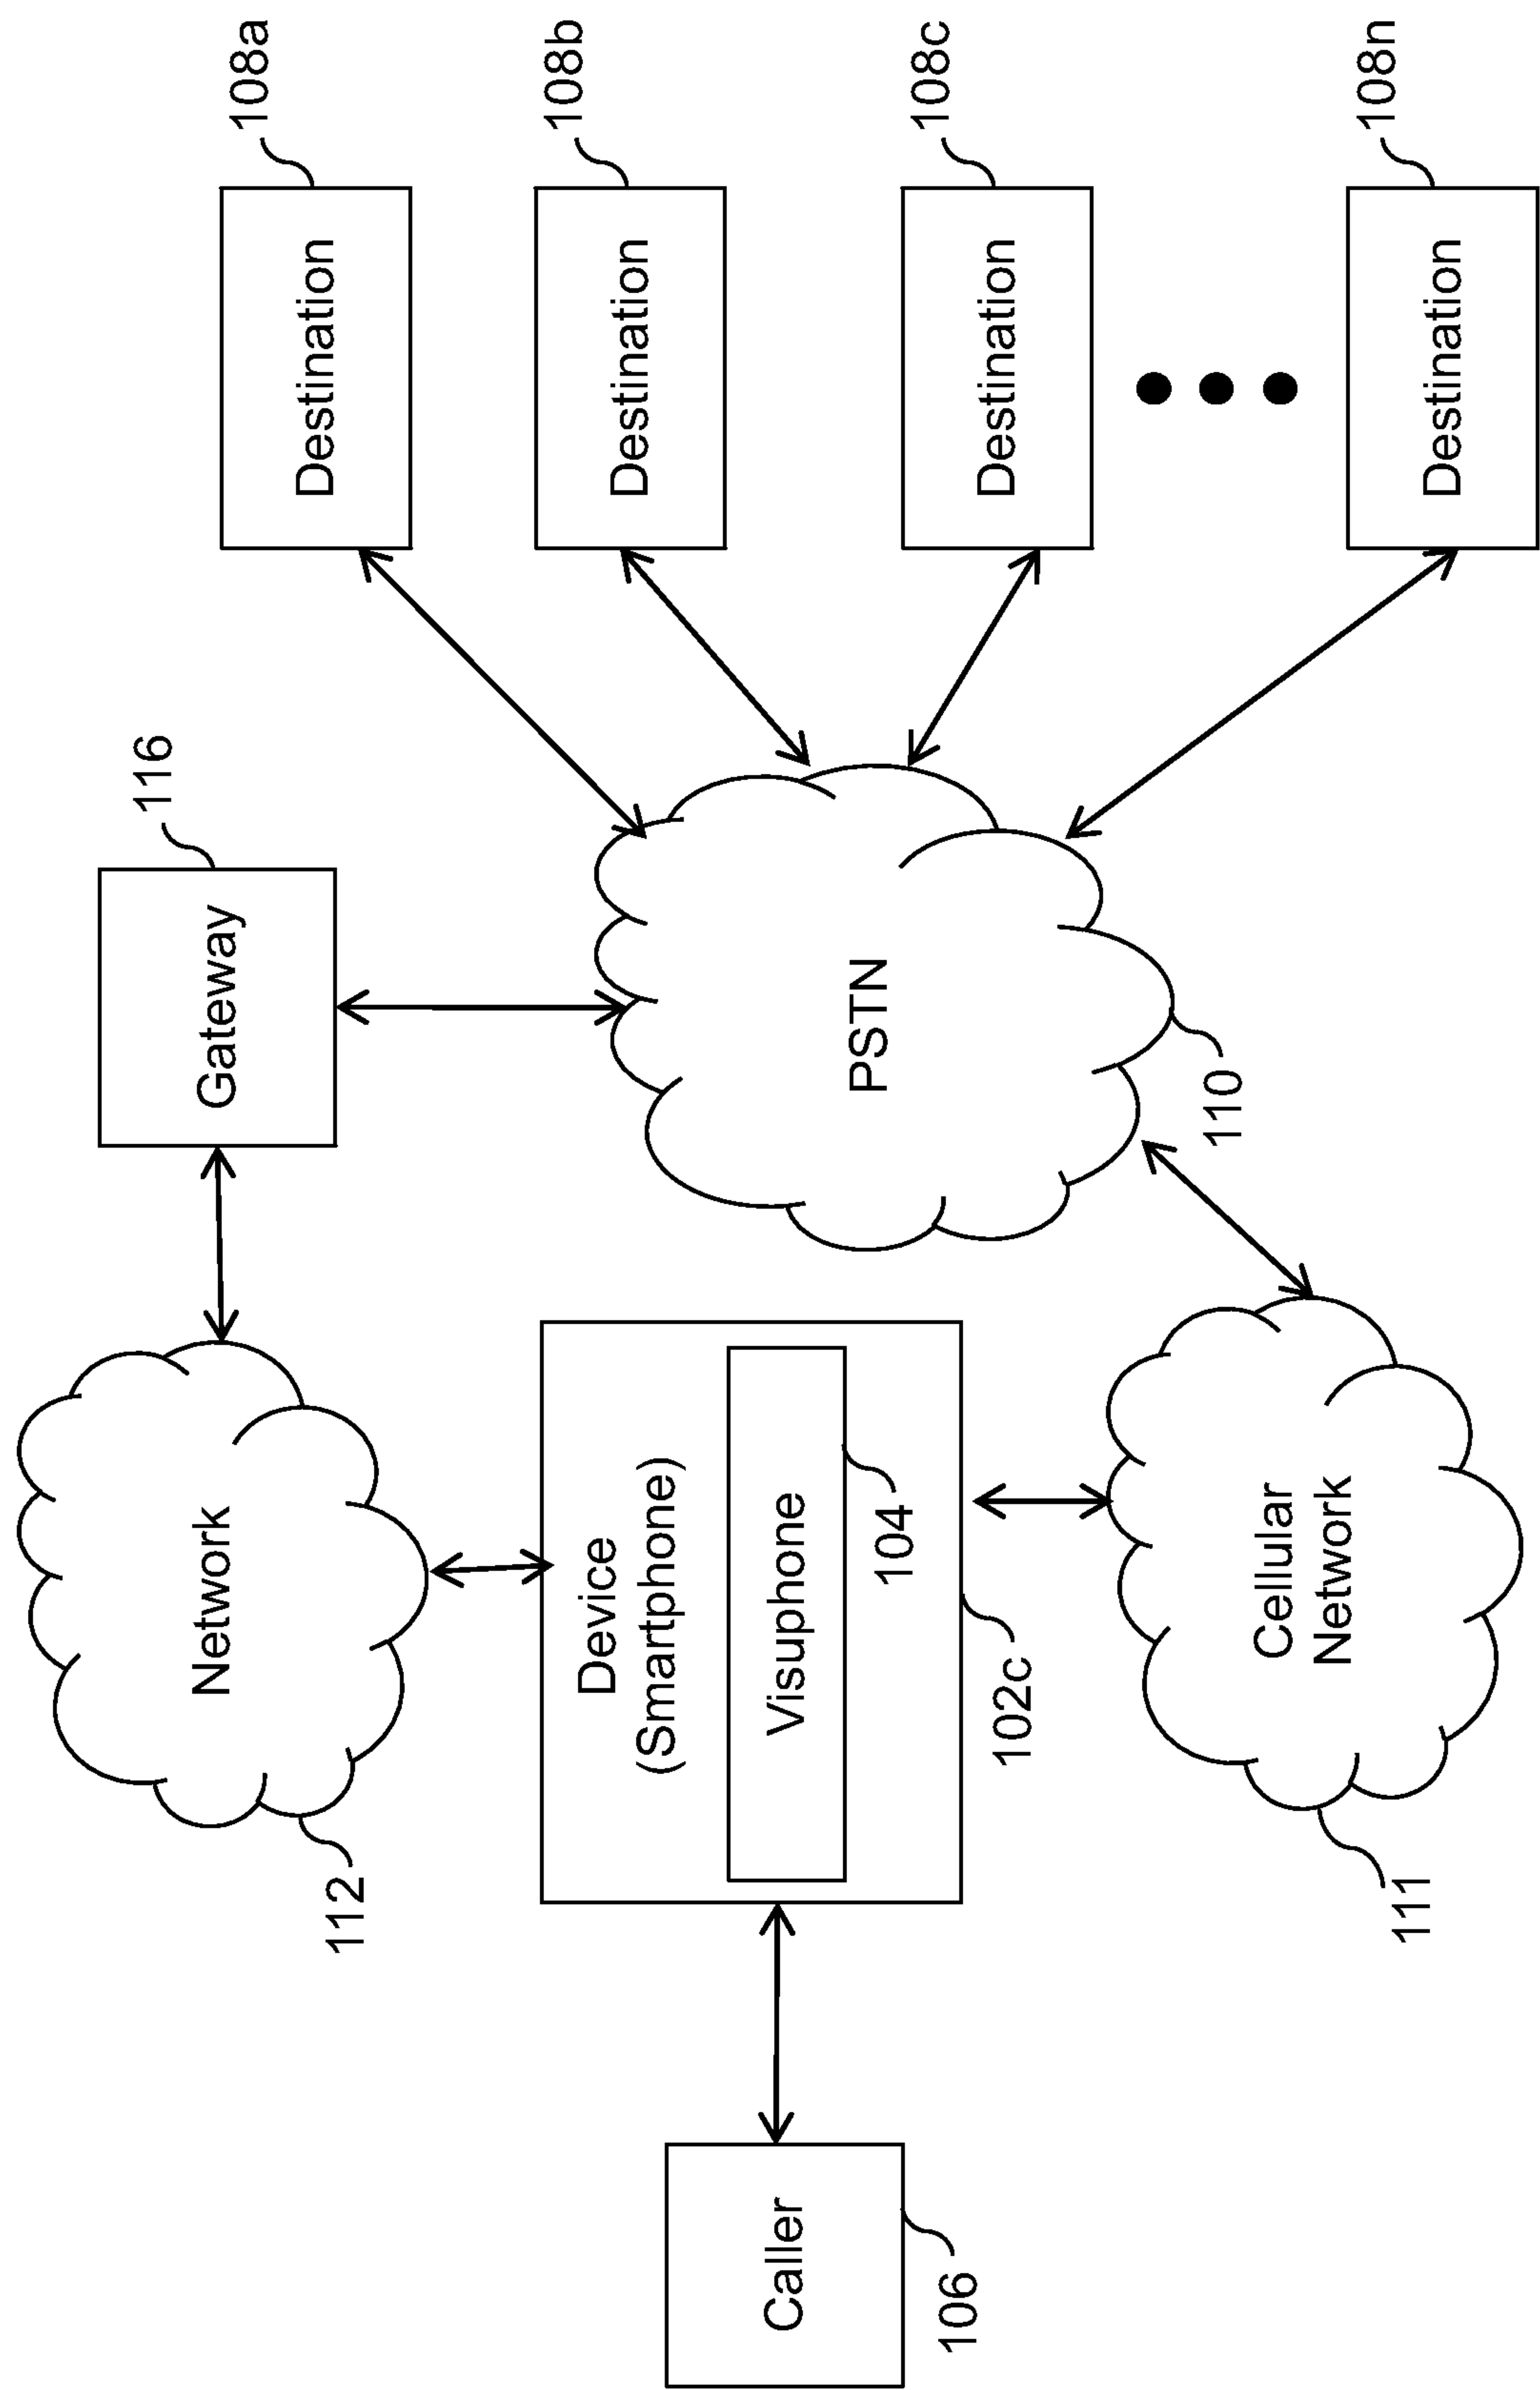 112
Network
Gateway
116
Device
(Smartphone)
Visuphone
104
102c
Caller
106
Cellular
Network
111
PSTN
110
Destination
108a
Destination
108b
Destination
108c
Destination
108n